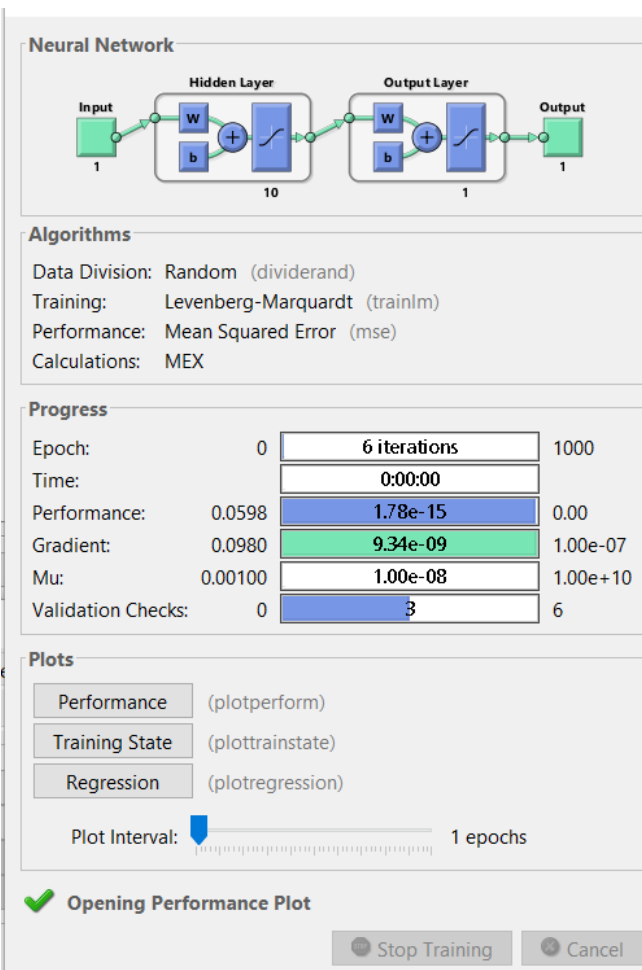 Neural Network
Hidden Layer Output Layer
Input Output
W W
+ +
b b
1 1
10 1
Algorithms
Data Division: Random (dividerand)
Training: Levenberg-Marquardt (trainlm)
Performance: Mean Squared Error (mse)
Calculations: MEX
Progress
Epoch: 0 6 iterations 1000
Time: 0:00:00
Performance: 0.0598 1.78e-15 0.00
Gradient: 0.0980 9.34e-09 1.00e-07
Mu: 0.00100 1.00e-08 1.00e+10
Validation Checks: 0 3 6
Plots
Performance (plotperform)
Training State (plottrainstate)
Regression (plotregression)
Plot Interval: 1 epochs
Opening Performance Plot
Stop Training Cancel